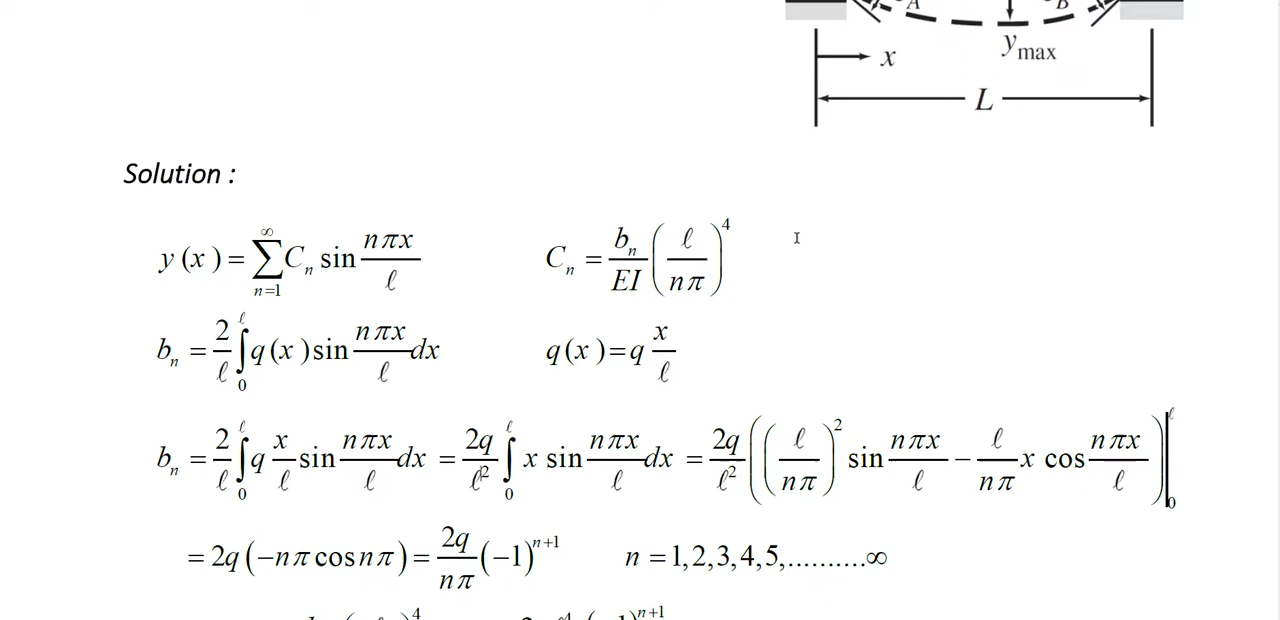 A B
y max
x
L
Solution :
y(x) = ∑_{n=1}^{∞} C_n sin nπx/ℓ    C_n = b_n/EI (ℓ/nπ)^4
b_n = 2/ℓ ∫_0^ℓ q(x) sin nπx/ℓ dx    q(x) = q x/ℓ
b_n = 2/ℓ ∫_0^ℓ q x/ℓ sin nπx/ℓ dx = 2q/ℓ² ∫_0^ℓ x sin nπx/ℓ dx = 2q/ℓ² ((ℓ/nπ)² sin nπx/ℓ − ℓ/nπ x cos nπx/ℓ)|_0^ℓ
= 2q(−nπ cos nπ) = 2q/nπ (−1)^{n+1}    n = 1,2,3,4,5,..........∞